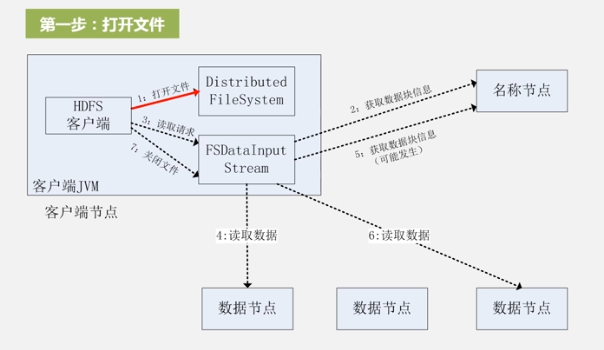 第一步：打开文件
1：打开文件
Distributed
FileSystem
HDFS
客户端
2：获取数据块信息
名称节点
3：读取请求
FSDataInput
Stream
5：获取数据块信息
（可能发生）
7：关闭文件
客户端JVM
客户端节点
4:读取数据
6:读取数据
数据节点
数据节点
数据节点